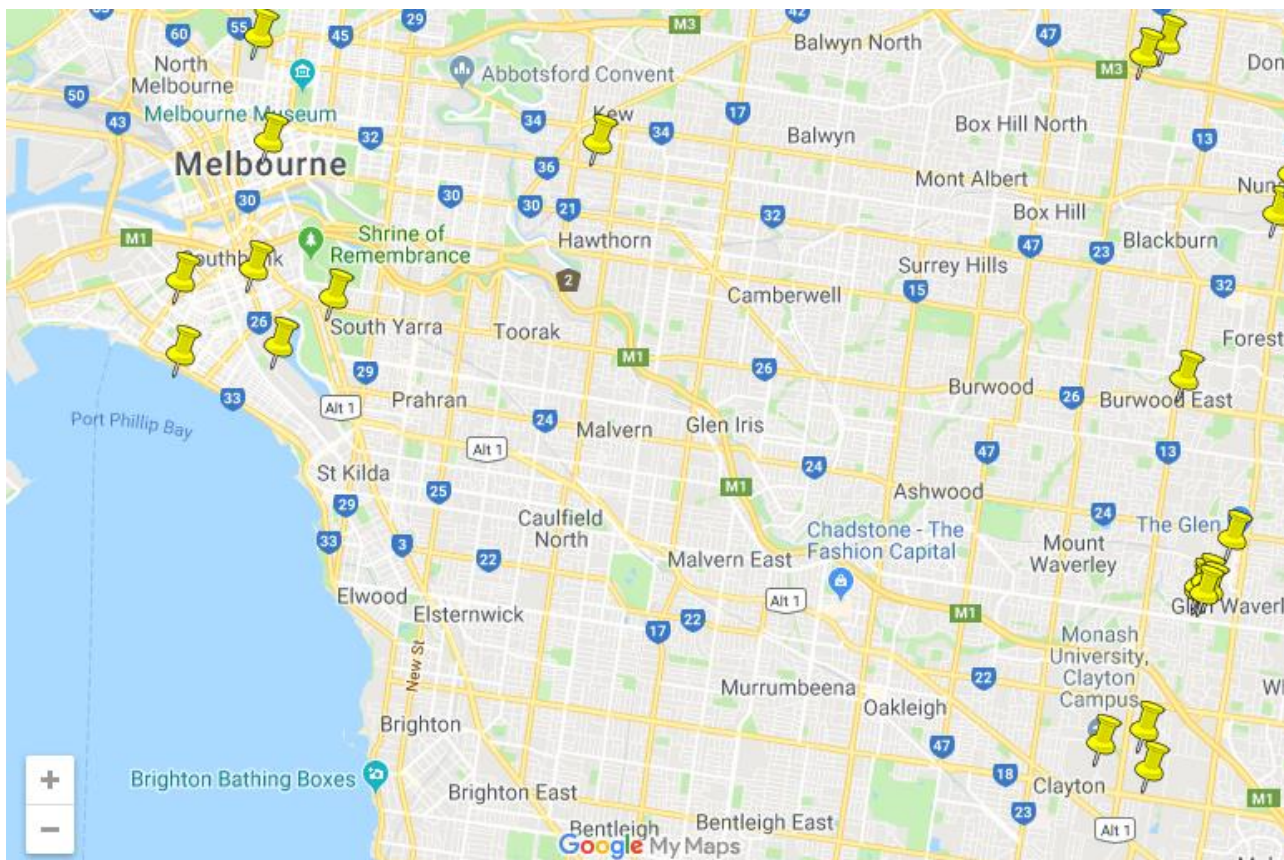 55
60
45
29
42
M3
47
Balwyn North
North
Melbourne
Abbotsford Convent
M3
Don
50
43
Melbourne Museum
32
34
Kew
34
17
Balwyn
Box Hill North
13
Melbourne
36
Mont Albert
Nun
30
30
30
21
32
Box Hill
M1
Shrine of
Remembrance
Hawthorn
47
23
Blackburn
Southbank
2
Surrey Hills
15
32
Camberwell
26
South Yarra
Toorak
M1
26
Forest
29
33
Alt 1
Prahran
Burwood
26
Burwood East
Port Phillip Bay
24
Malvern
Glen Iris
Alt 1
47
13
St Kilda
24
M1
25
Ashwood
29
Caulfield
North
24
The Glen
33
3
Chadstone - The
Fashion Capital
Mount
Waverley
22
Malvern East
Elwood
Alt 1
Elsternwick
22
17
M1
Glen Waverl
New St
Monash
University,
Clayton
Campus
22
Murrumbeena
Oakleigh
Wh
Brighton
47
18
Brighton Bathing Boxes
Brighton East
Clayton
M1
23
Bentleigh
Bentleigh East
Alt 1
Google My Maps
+
−